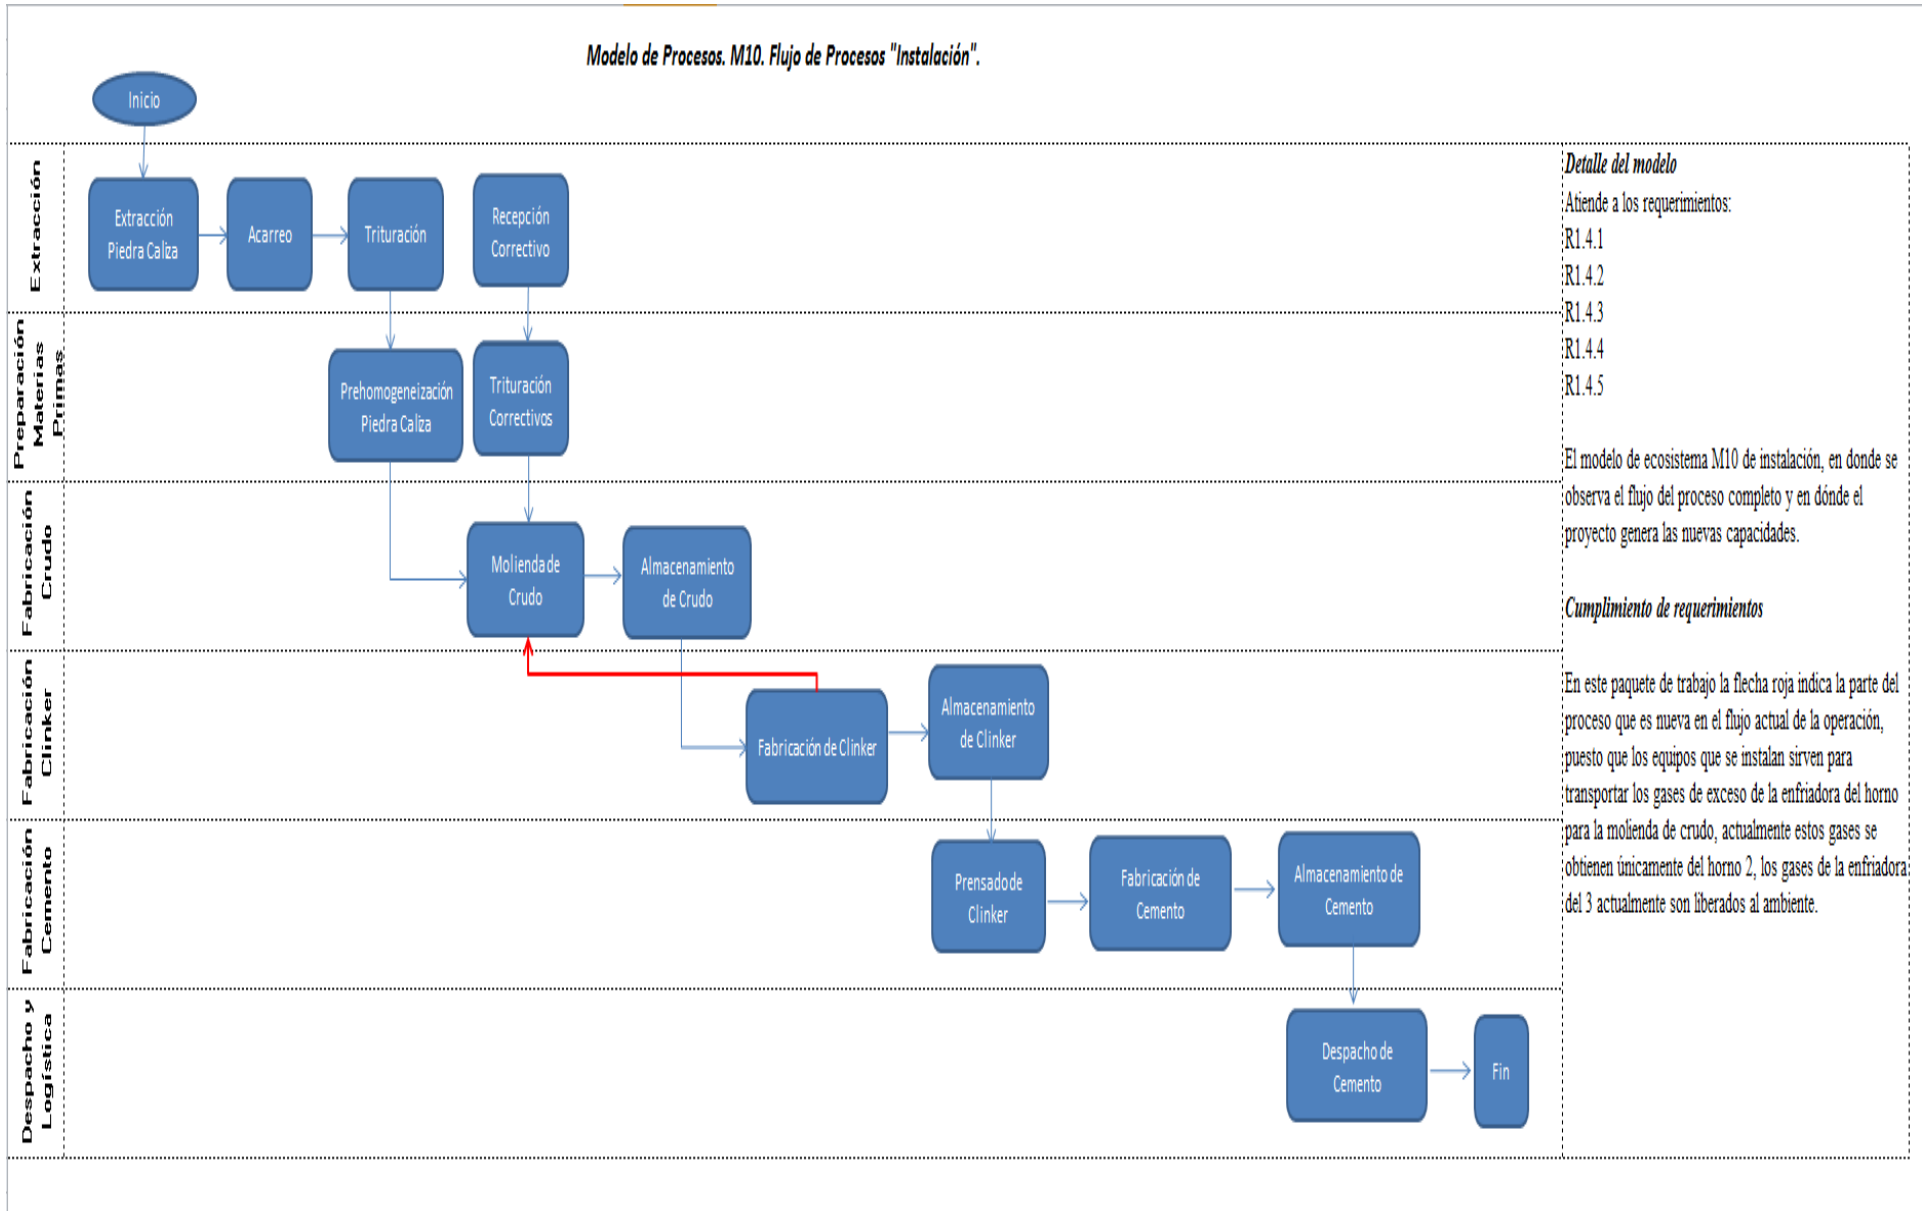 Modelo de Procesos. M10. Flujo de Procesos "Instalación".
Inicio
Extracción
Extracción
Piedra Caliza
Acarreo
Trituración
Recepción
Correctivo
Preparación
Materias
Primas
Prehomogeneización
Piedra Caliza
Trituración
Correctivos
Fabricación
Crudo
Molienda de
Crudo
Almacenamiento
de Crudo
Fabricación
Clinker
Fabricación de Clinker
Almacenamiento
de Clinker
Fabricación
Cemento
Prensado de
Clinker
Fabricación de
Cemento
Almacenamiento de
Cemento
Despacho y
Logística
Despacho de
Cemento
Fin
Detalle del modelo
Atiende a los requerimientos:
R1.4.1
R1.4.2
R1.4.3
R1.4.4
R1.4.5
El modelo de ecosistema M10 de instalación, en donde se
observa el flujo del proceso completo y en dónde el
proyecto genera las nuevas capacidades.
Cumplimiento de requerimientos
En este paquete de trabajo la flecha roja indica la parte del
proceso que es nueva en el flujo actual de la operación,
puesto que los equipos que se instalan sirven para
transportar los gases de exceso de la enfriadora del horno
para la molienda de crudo, actualmente estos gases se
obtienen únicamente del horno 2, los gases de la enfriadora
del 3 actualmente son liberados al ambiente.